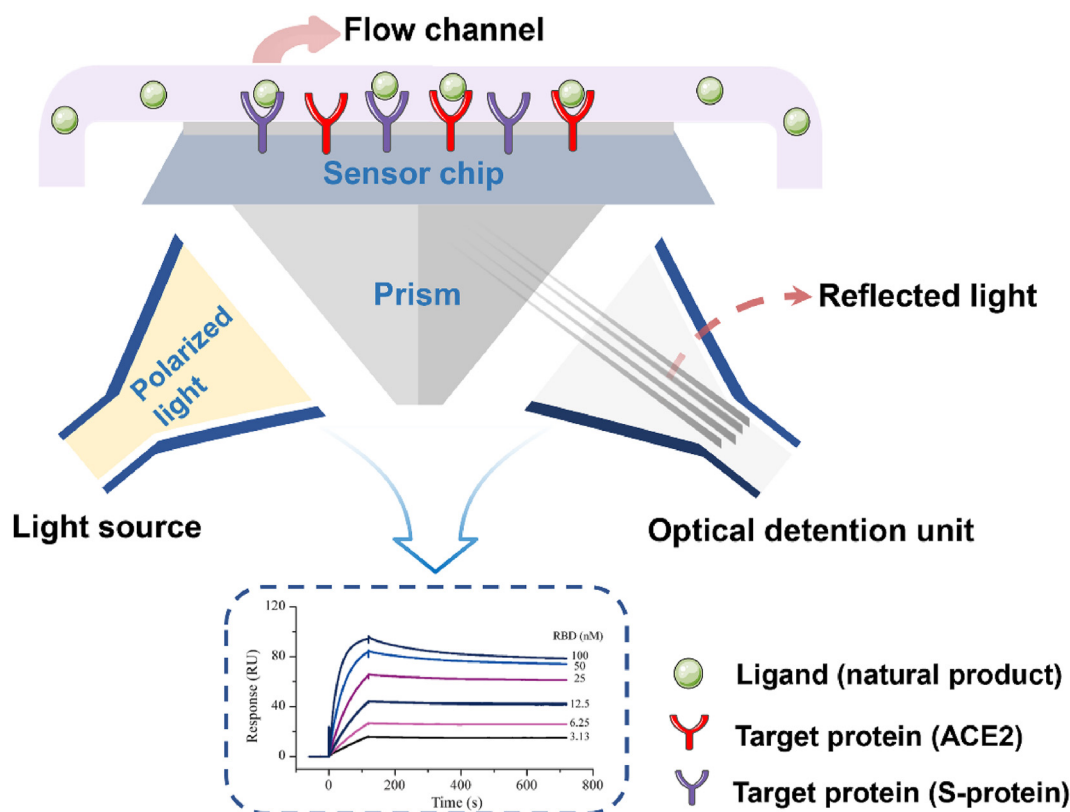 Flow channel
Sensor chip
Prism
Polarized
light
Reflected light
Light source
Optical detention unit
120
80
40
0
Response (RU)
RBD (nM)
100
50
25
12.5
6.25
3.13
0
200
400
600
800
Time (s)
Ligand (natural product)
Target protein (ACE2)
Target protein (S-protein)